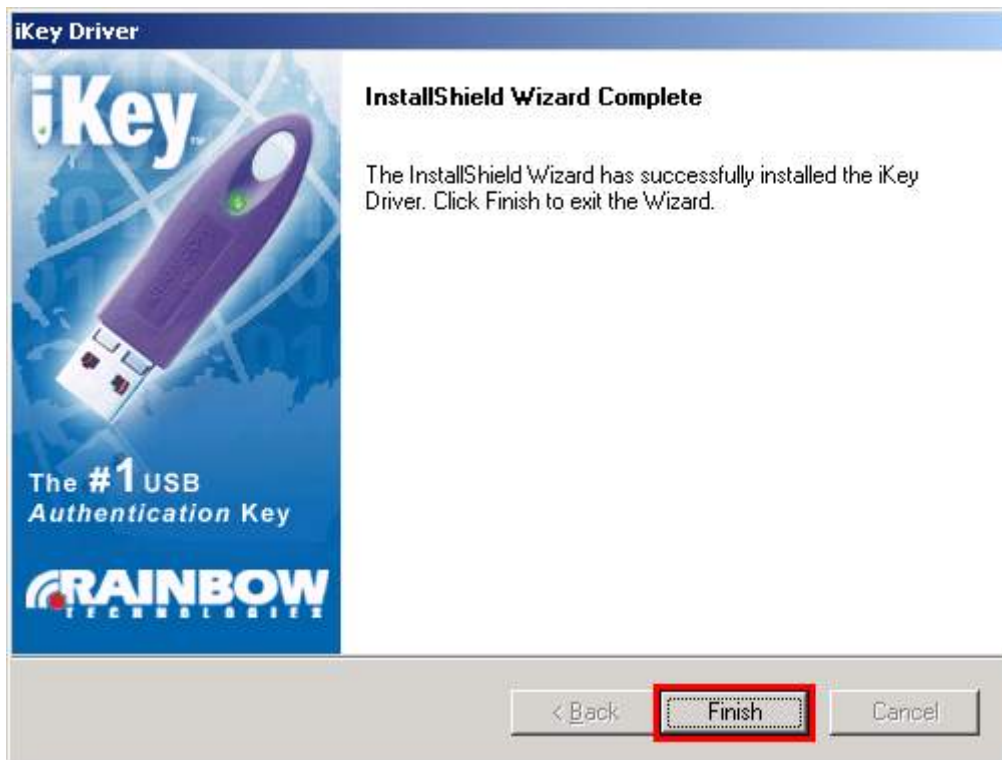 iKey Driver
iKey™
InstallShield Wizard Complete
The InstallShield Wizard has successfully installed the iKey
Driver. Click Finish to exit the Wizard.
The #1 USB
Authentication Key
RAINBOW
TECHNOLOGIES
< Back
Finish
Cancel